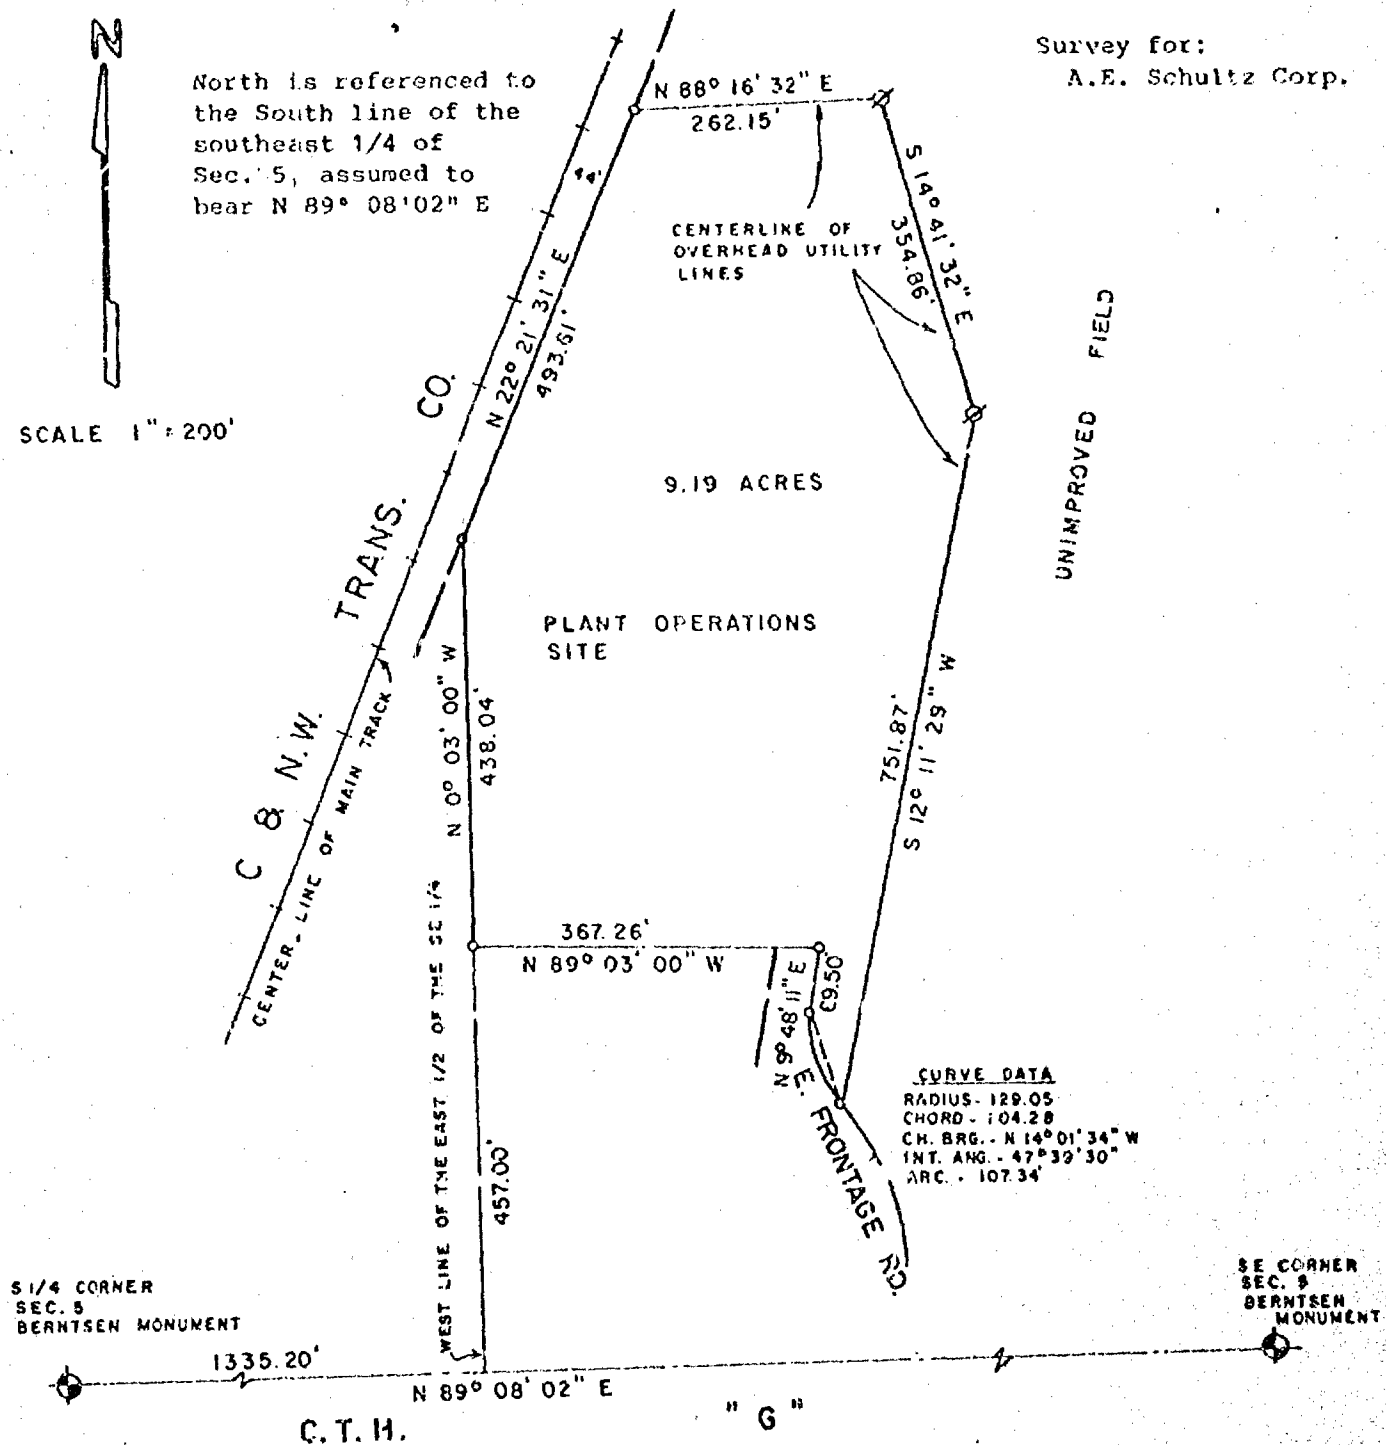 N
North is referenced to
the South line of the
southeast 1/4 of
Sec. 5, assumed to
bear N 89° 08'02" E
SCALE 1" = 200'
Survey for:
A.E. Schultz Corp.
N 88° 16' 32" E
262.15'
S 14° 41' 32" E
354.86'
44'
CENTERLINE OF
OVERHEAD UTILITY
LINES
N 22° 21' 31" E
493.61'
UNIMPROVED FIELD
9.19 ACRES
C & N.W. TRANS. CO.
CENTER-LINE OF MAIN TRACK
PLANT OPERATIONS
SITE
N 0° 03' 00" W
438.04'
751.87'
S 12° 11' 29" W
367.26'
N 89° 03' 00" W
N 9° 48' 11" E
69.50'
E. FRONTAGE RD.
CURVE DATA
RADIUS - 129.05
CHORD - 104.28
CH. BRG. - N 14° 01' 34" W
INT. ANG. - 47° 39' 30"
ARC. - 107.34'
WEST LINE OF THE EAST 1/2 OF THE SE 1/4
457.00'
S 1/4 CORNER
SEC. 5
BERNTSEN MONUMENT
SE CORNER
SEC. 5
BERNTSEN
MONUMENT
1335.20'
N 89° 08' 02" E
C. T. H. "G"